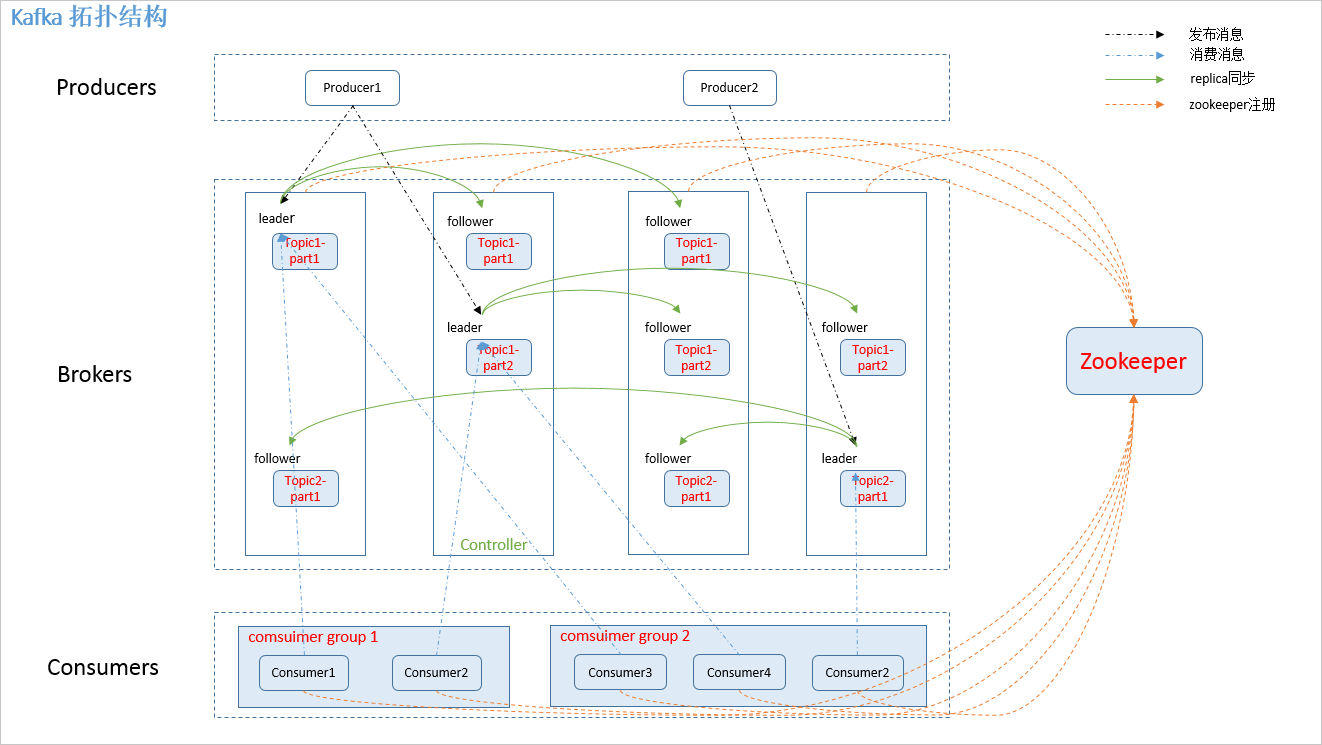 Kafka 拓扑结构
发布消息
消费消息
replica同步
zookeeper注册
Producers
Producer1
Producer2
Brokers
leader
Topic1-
part1
follower
Topic1-
part1
follower
Topic1-
part1
leader
Topic1-
part2
follower
Topic1-
part2
follower
Topic1-
part2
follower
Topic2-
part1
follower
Topic2-
part1
leader
Topic2-
part1
Controller
Zookeeper
Consumers
comsuimer group 1
Consumer1
Consumer2
comsuimer group 2
Consumer3
Consumer4
Consumer2